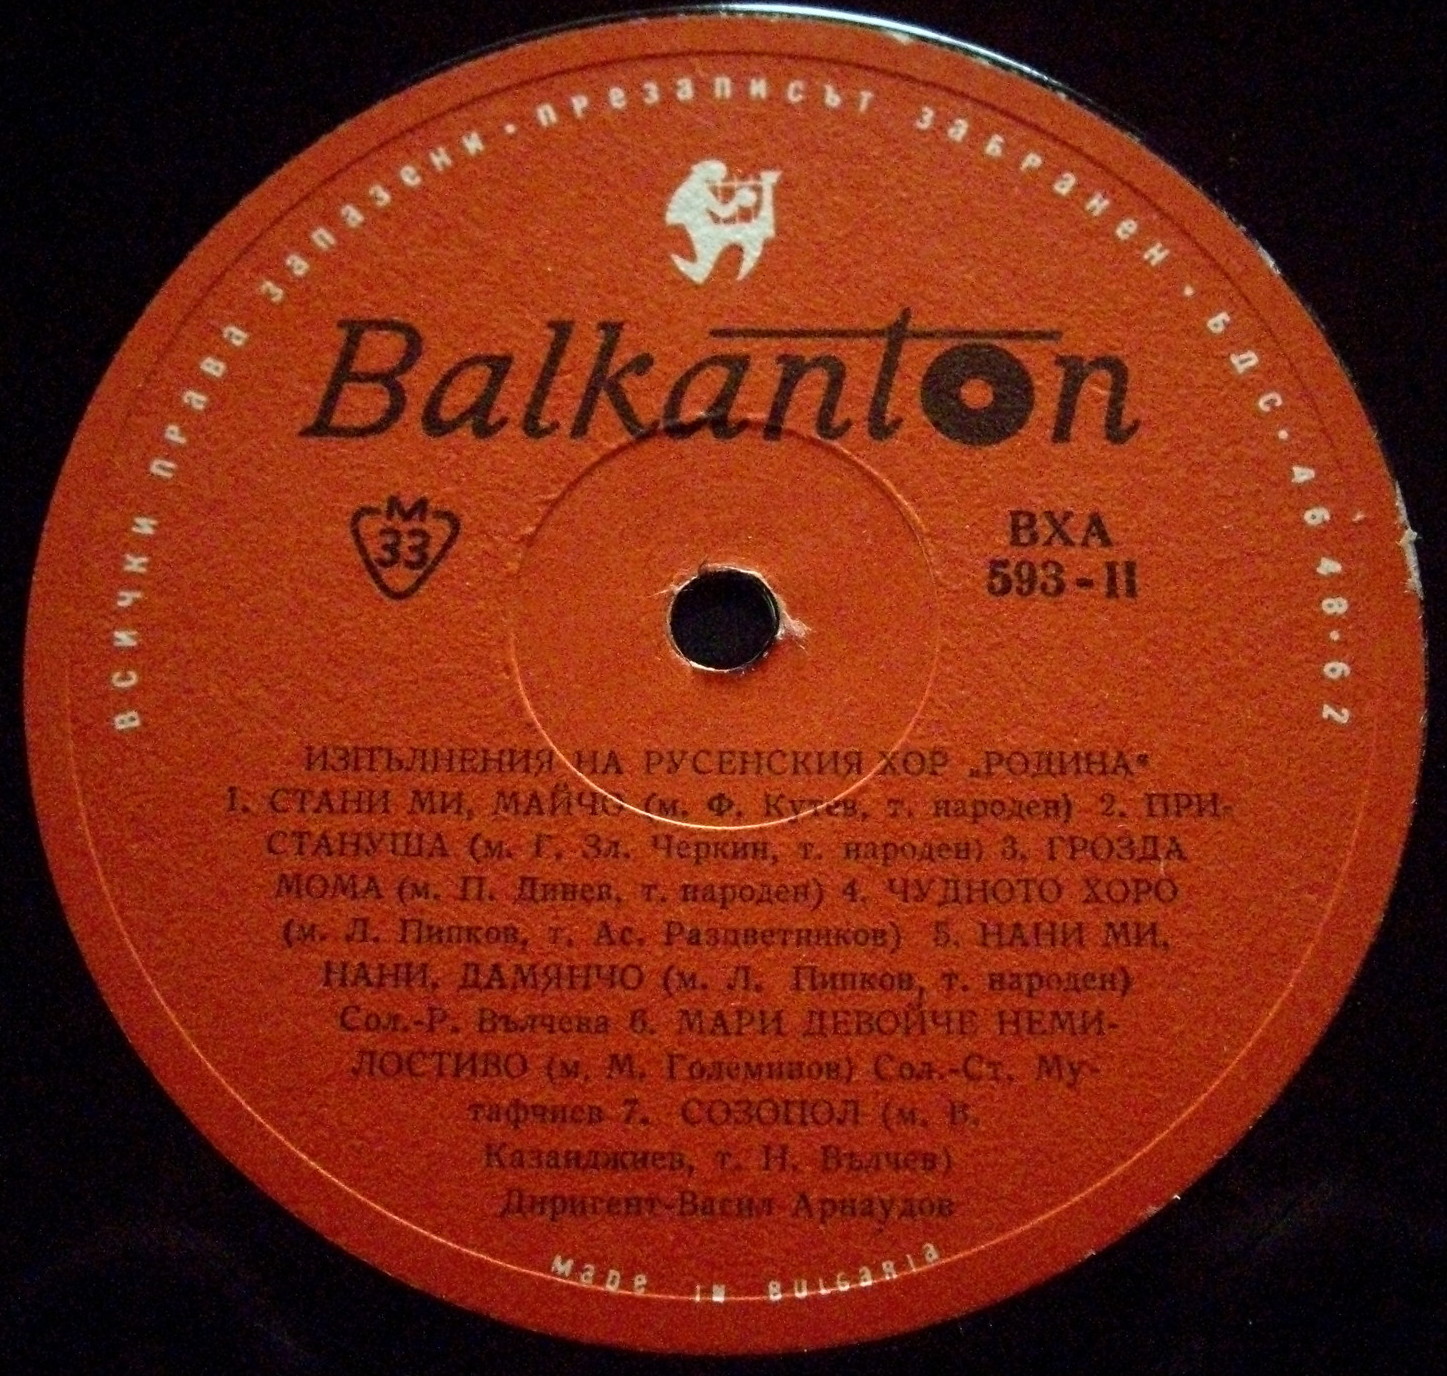 ВСИЧКИ ПРАВА ЗАПАЗЕНИ · ПРЕЗАПИСЪТ ЗАБРАНЕН · БДС · 46 48 · 62
Balkanton
М
33
ВХА
593-II
ИЗПЪЛНЕНИЯ НА РУСЕНСКИЯ ХОР „РОДИНА“
1. СТАНИ МИ, МАЙЧО (м. Ф. Кутев, т. народен) 2. ПРИ-
СТАНУША (м. Г. Зл. Черкин, т. народен) 3. ГРОЗДА
МОМА (м. П. Динев, т. народен) 4. ЧУДНОТО ХОРО
(м. Л. Пипков, т. Ас. Разцветников) 5. НАНИ МИ,
НАНИ, ДАМЯНЧО (м. Л. Пипков, т. народен)
Сол.-Р. Вълчева 6. МАРИ ДЕВОЙЧЕ НЕМИ-
ЛОСТИВО (м. М. Големинов) Сол.-Ст. Му-
тафчиев 7. СОЗОПОЛ (м. В.
Казанджиев, т. Н. Вълчев)
Диригент-Васил Арнаудов
MADE IN BULGARIA